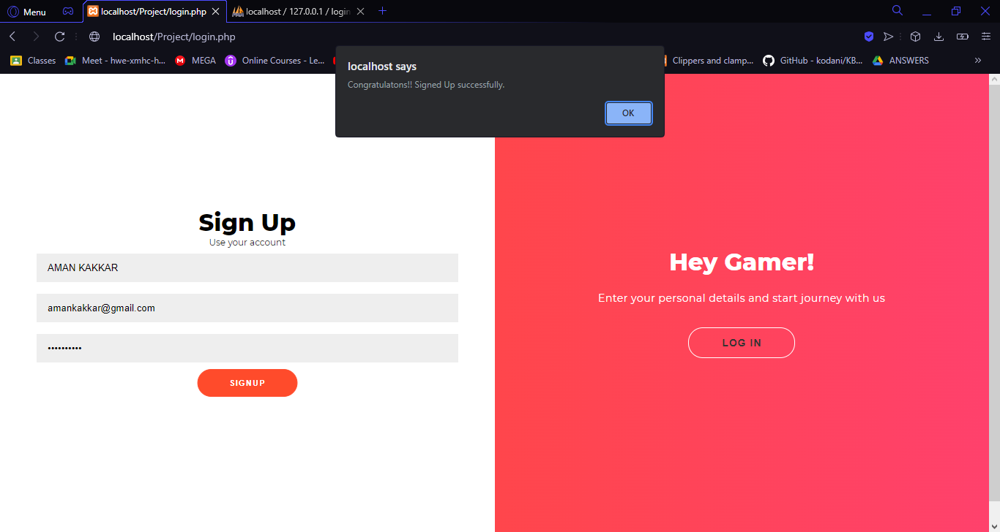 Menu
localhost/Project/login.php
localhost / 127.0.0.1 / login
localhost/Project/login.php
Classes
Meet - hwe-xmhc-h...
MEGA
Online Courses - Le...
Clippers and clamp...
GitHub - kodani/KB...
ANSWERS
localhost says
Congratulatons!! Signed Up successfully.
OK
Sign Up
Use your account
AMAN KAKKAR
amankakkar@gmail.com
••••••••••
SIGNUP
Hey Gamer!
Enter your personal details and start journey with us
LOG IN